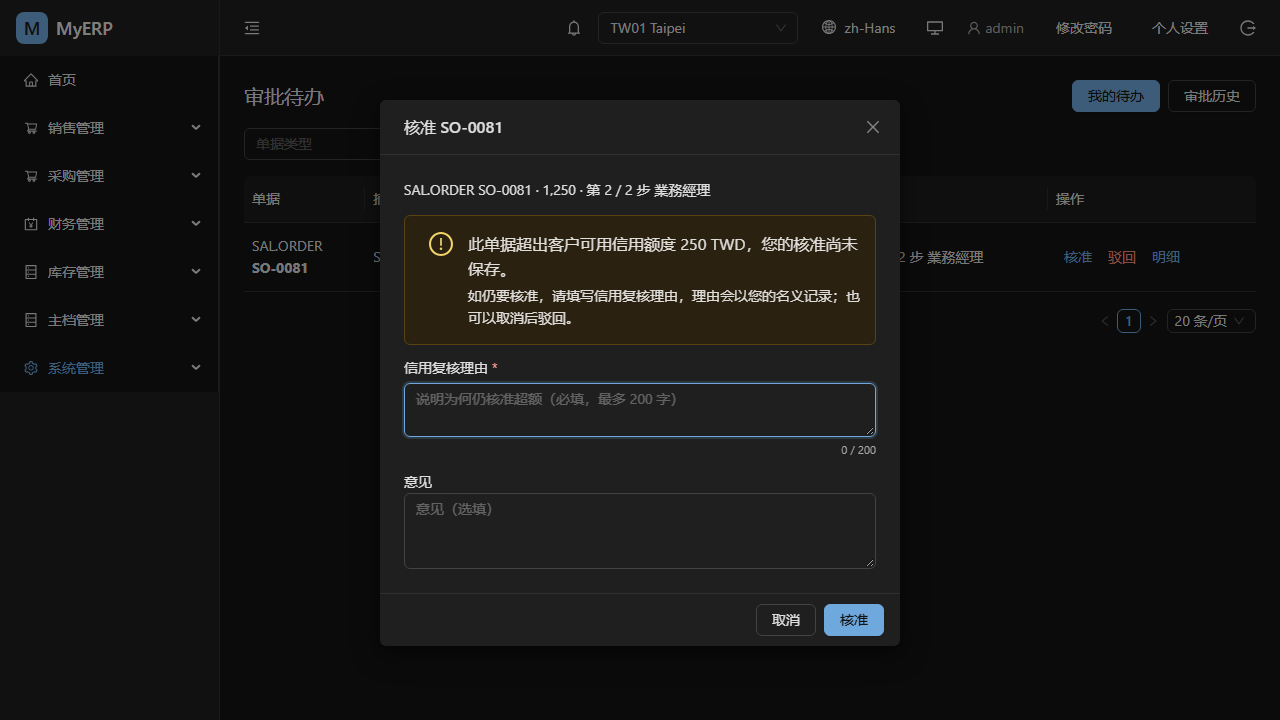 M MyERP
TW01 Taipei
zh-Hans
admin
修改密码
个人设置
首页
销售管理
采购管理
财务管理
库存管理
主档管理
系统管理
审批待办
我的待办
审批历史
单据类型
单据
操作
SAL.ORDER
SO-0081
2 步 業務經理
核准
驳回
明细
1
20 条/页
核准 SO-0081
SAL.ORDER SO-0081 · 1,250 · 第 2 / 2 步 業務經理
此单据超出客户可用信用额度 250 TWD，您的核准尚未
保存。
如仍要核准，请填写信用复核理由，理由会以您的名义记录；也
可以取消后驳回。
信用复核理由 *
说明为何仍核准超额（必填，最多 200 字）
0 / 200
意见
意见（选填）
取消
核准